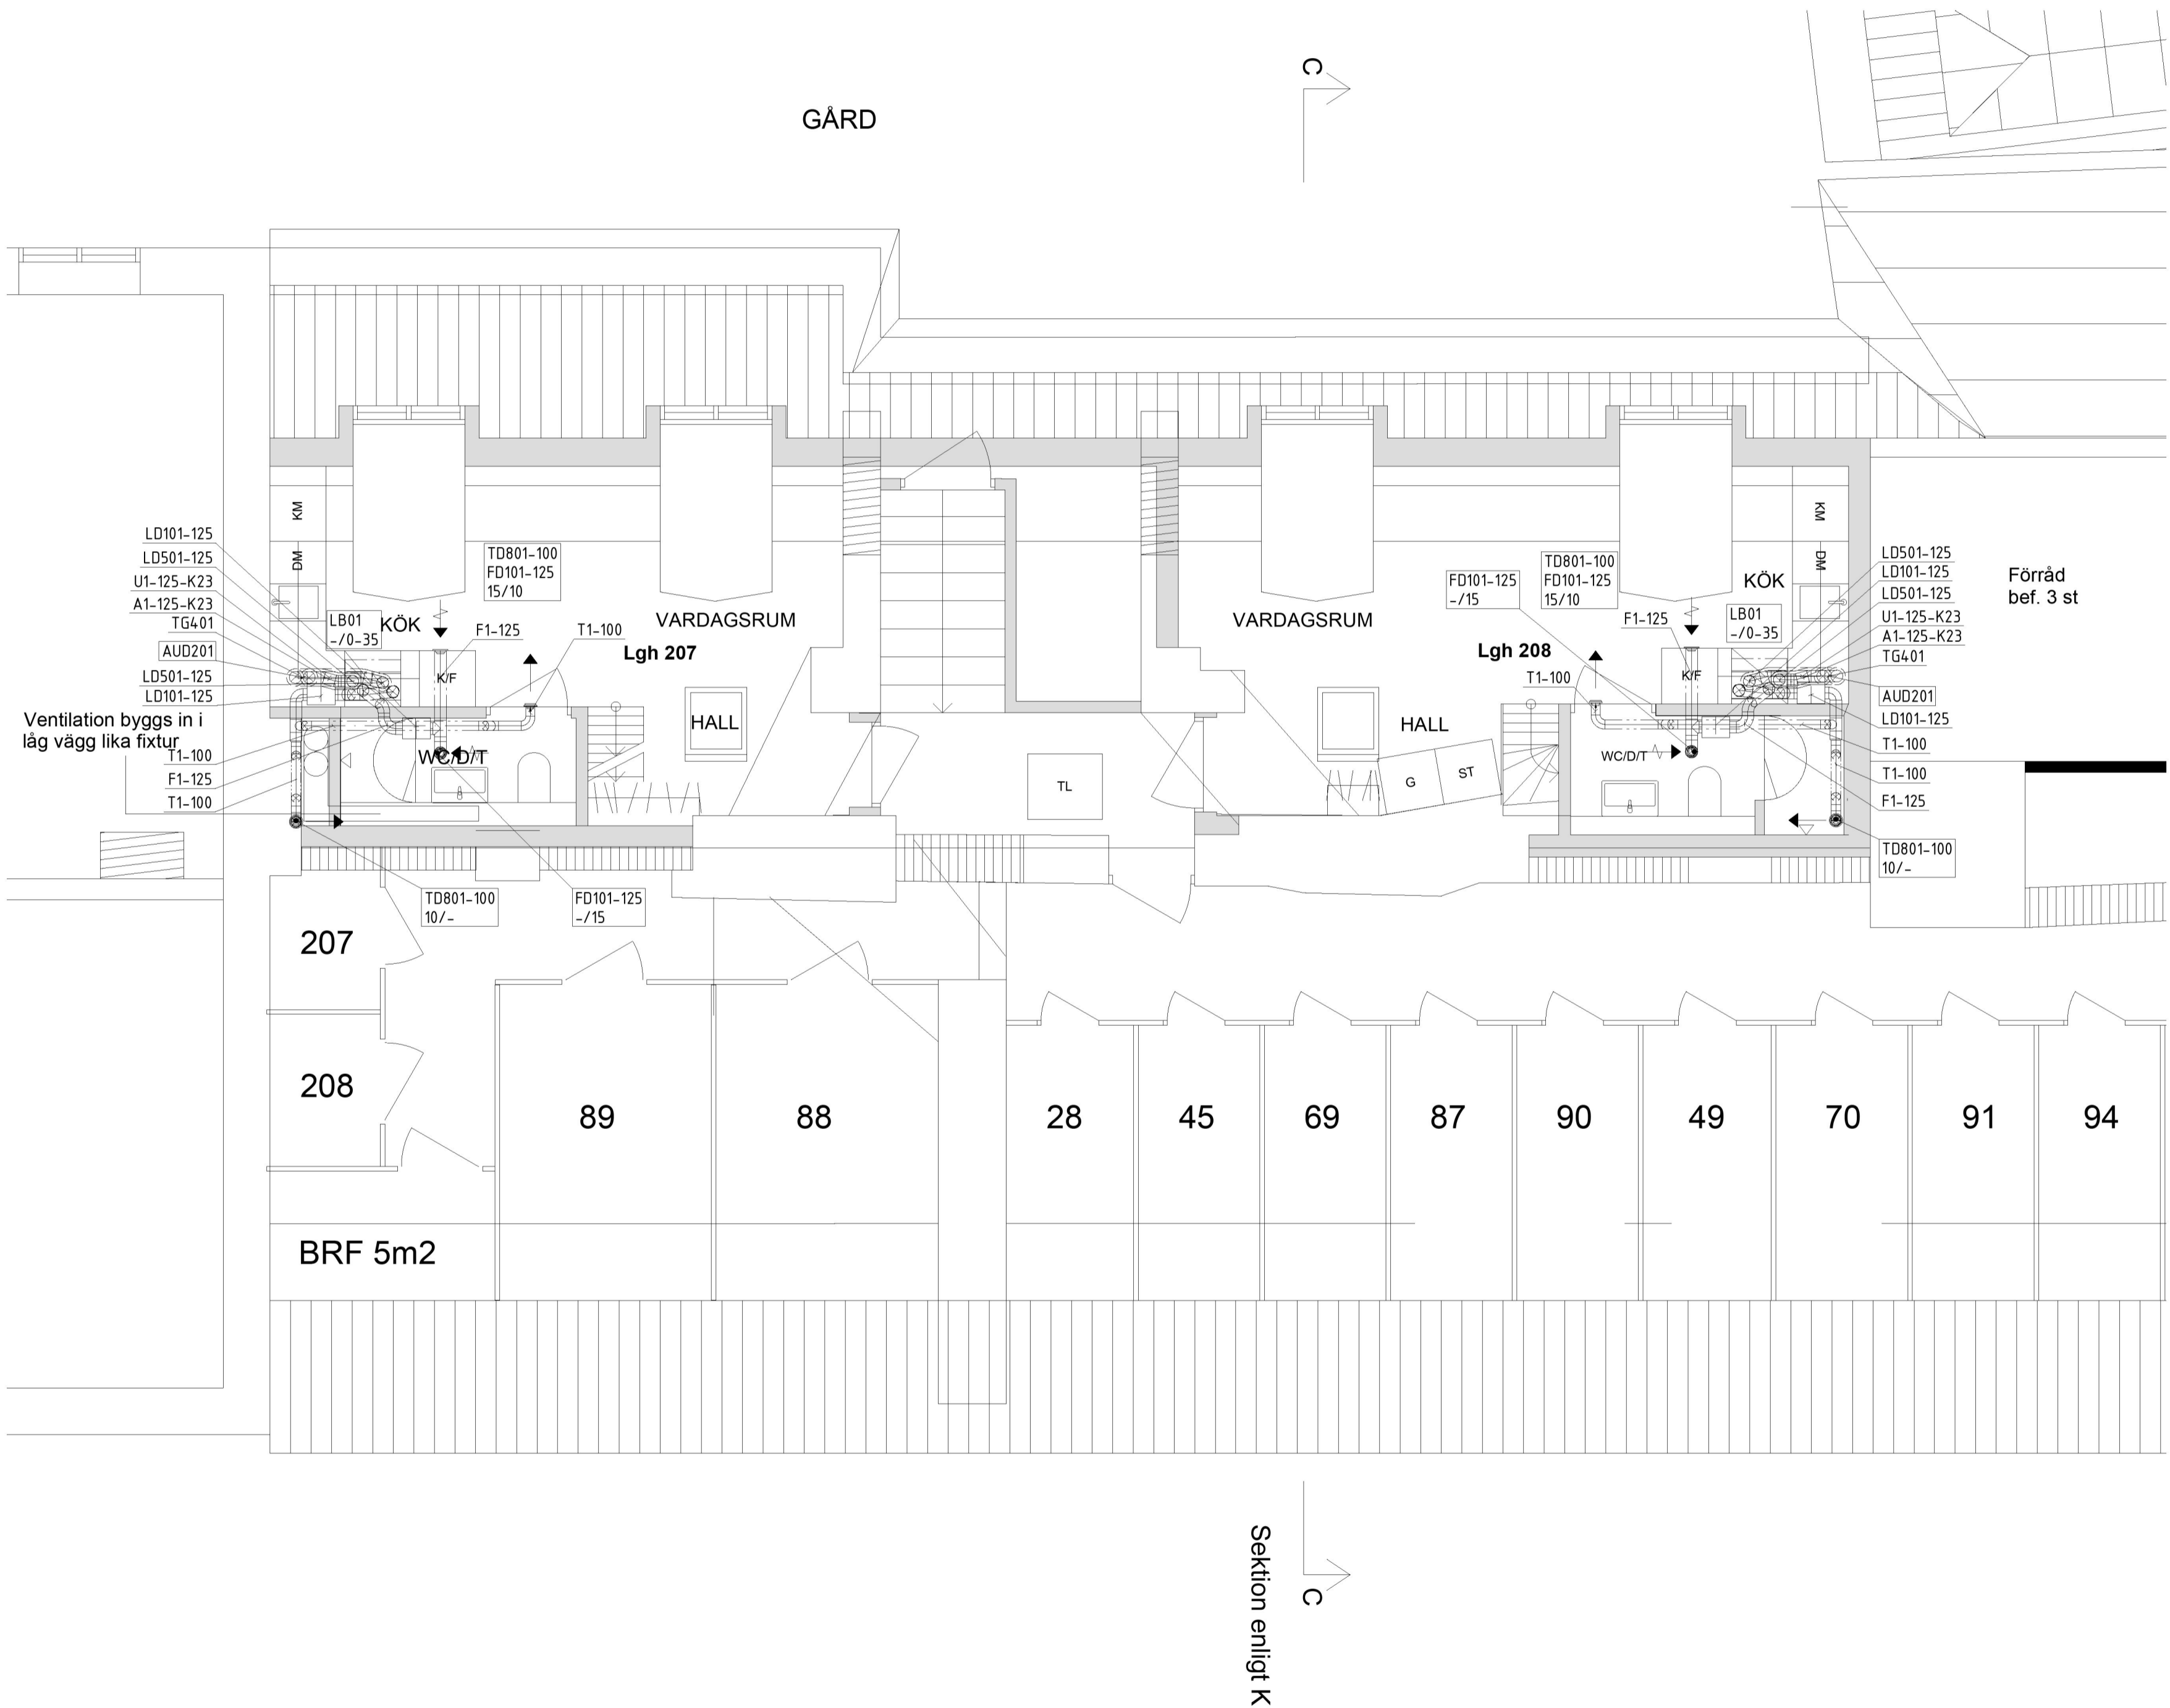 C
GÅRD
KM
DM
LD101-125
LD501-125
U1-125-K23
A1-125-K23
TG401
AUD201
LD501-125
LD101-125
Ventilation byggs in i
låg vägg lika fixtur
T1-100
F1-125
T1-100
LB01
-/0-35
KÖK
K/F
F1-125
TD801-100
FD101-125
15/10
T1-100
VARDAGSRUM
Lgh 207
HALL
WC/D/T
TD801-100
10/-
FD101-125
-/15
TL
VARDAGSRUM
HALL
G
ST
FD101-125
-/15
TD801-100
FD101-125
15/10
Lgh 208
T1-100
F1-125
K/F
WC/D/T
KÖK
LB01
-/0-35
KM
DM
LD501-125
LD101-125
LD501-125
U1-125-K23
A1-125-K23
TG401
AUD201
LD101-125
T1-100
T1-100
F1-125
TD801-100
10/-
Förråd
bef. 3 st
207
208
89
88
28
45
69
87
90
49
70
91
94
BRF 5m2
Sektion enligt K
C